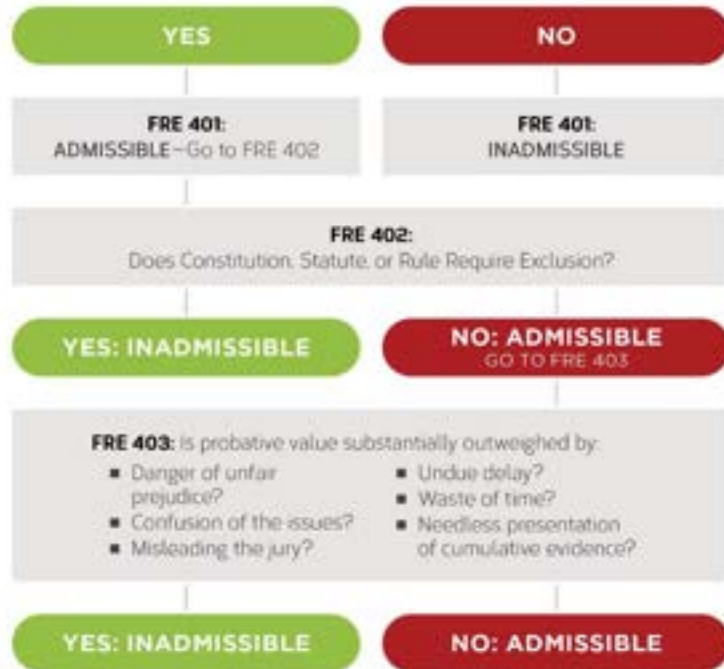 YES
NO
FRE 401:
ADMISSIBLE—Go to FRE 402
FRE 401:
INADMISSIBLE
FRE 402:
Does Constitution, Statute, or Rule Require Exclusion?
YES: INADMISSIBLE
NO: ADMISSIBLE
GO TO FRE 403
FRE 403: Is probative value substantially outweighed by:
■ Danger of unfair
prejudice?
■ Confusion of the issues?
■ Misleading the jury?
■ Undue delay?
■ Waste of time?
■ Needless presentation
of cumulative evidence?
YES: INADMISSIBLE
NO: ADMISSIBLE